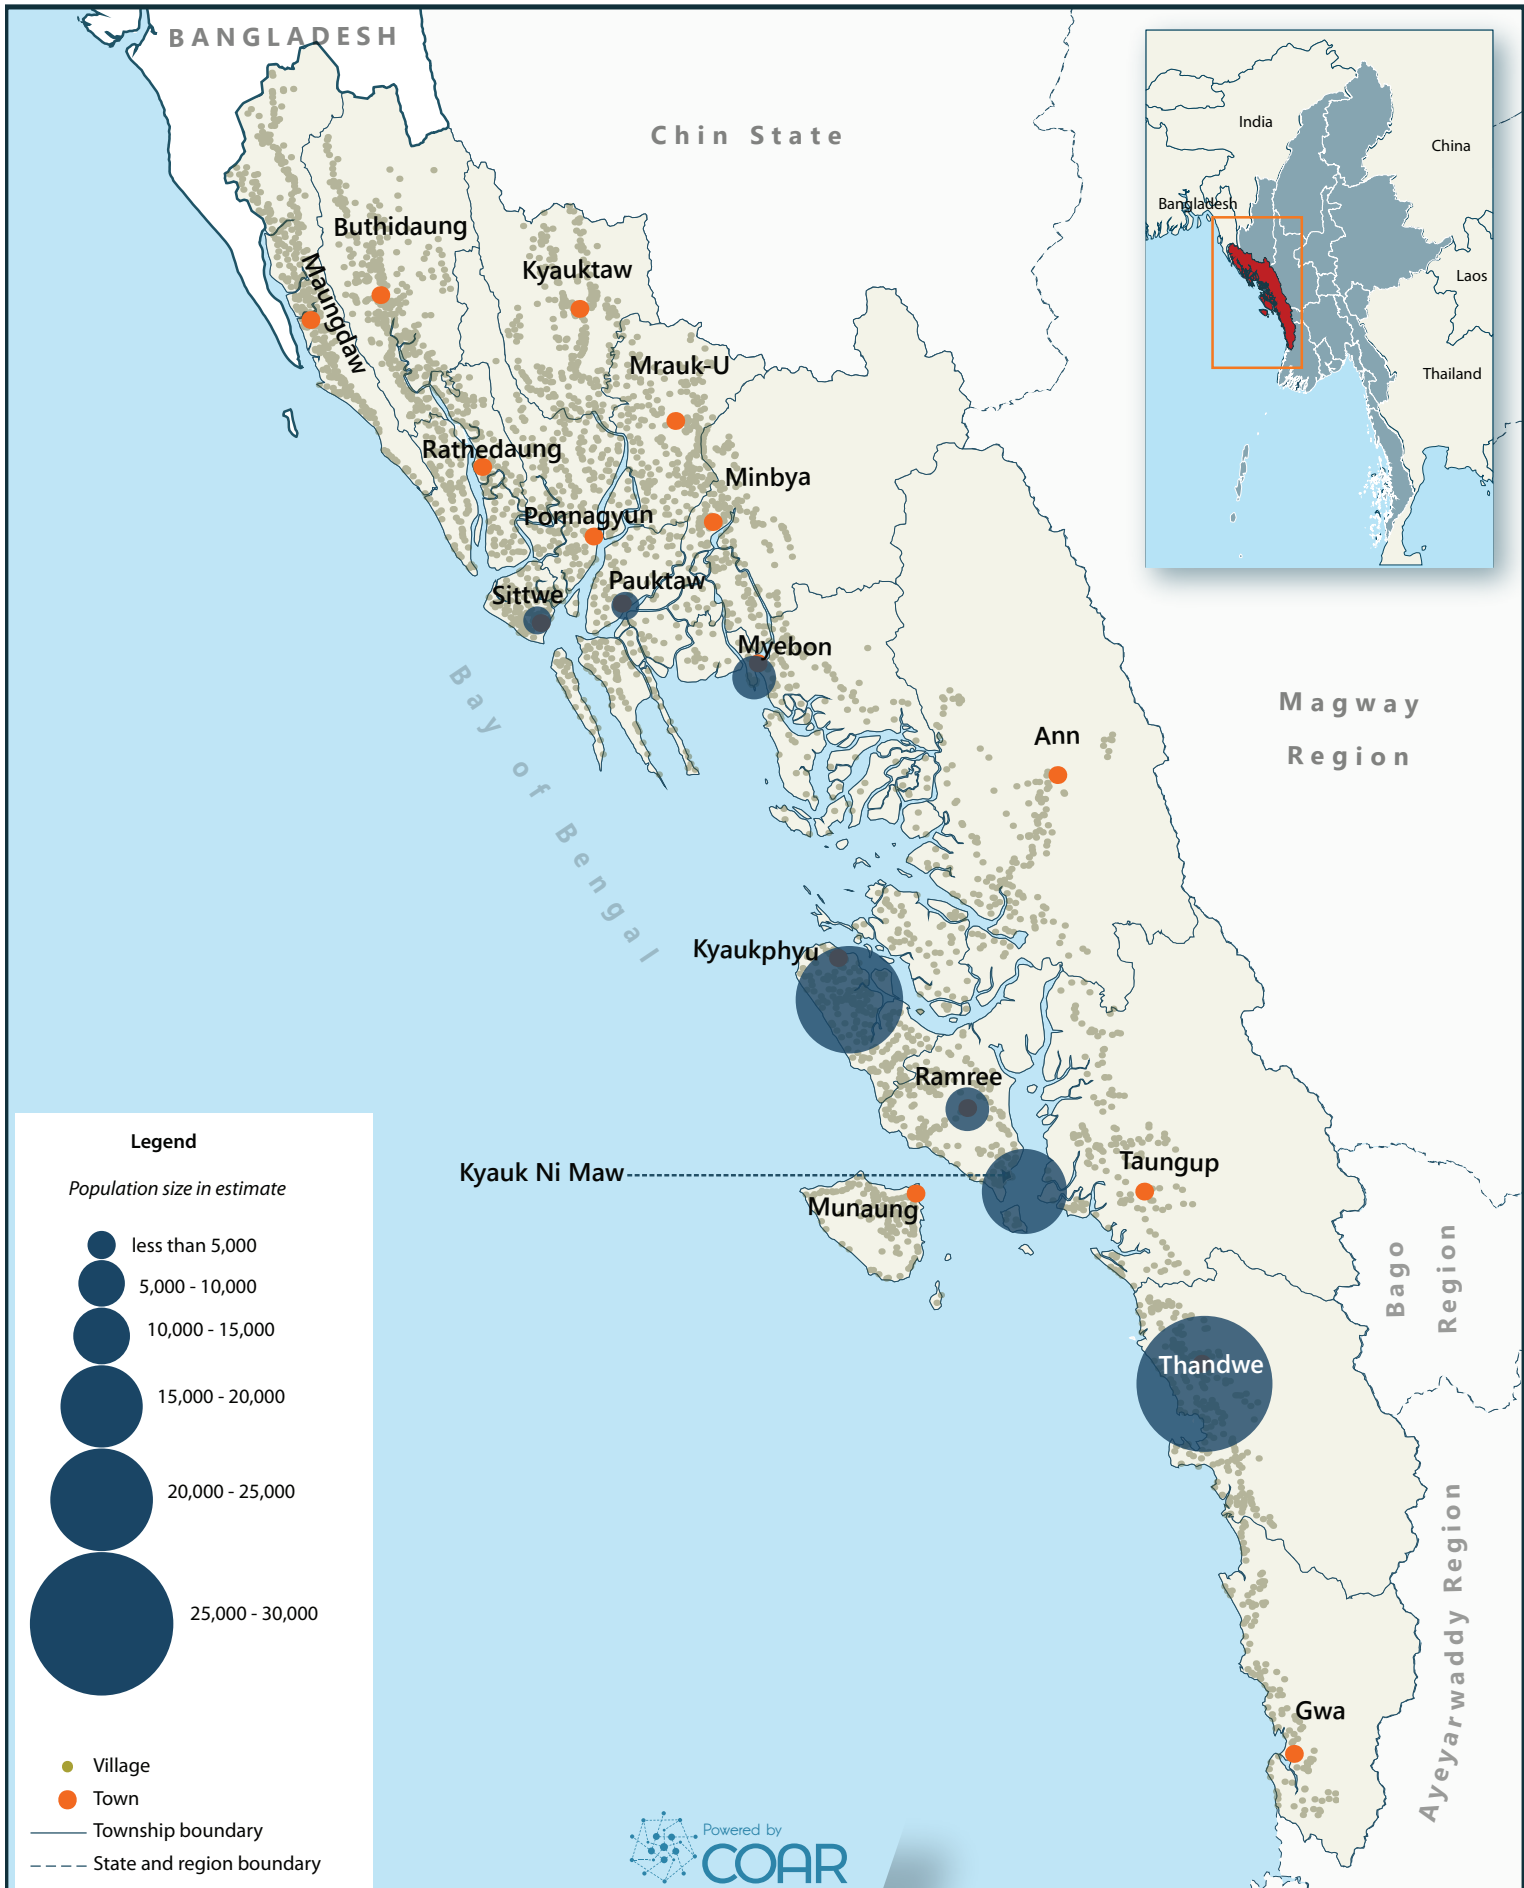 BANGLADESH
Chin State
India
China
Bangladesh
Laos
Thailand
Buthidaung
Maungdaw
Kyauktaw
Mrauk-U
Rathedaung
Minbya
Ponnagyun
Pauktaw
Sittwe
Myebon
Bay of Bengal
Magway
Region
Ann
Kyaukphyu
Ramree
Kyauk Ni Maw
Munaung
Taungup
Bago
Region
Thandwe
Ayeyarwaddy Region
Gwa
Legend
Population size in estimate
less than 5,000
5,000 - 10,000
10,000 - 15,000
15,000 - 20,000
20,000 - 25,000
25,000 - 30,000
Village
Town
Township boundary
State and region boundary
Powered by
COAR